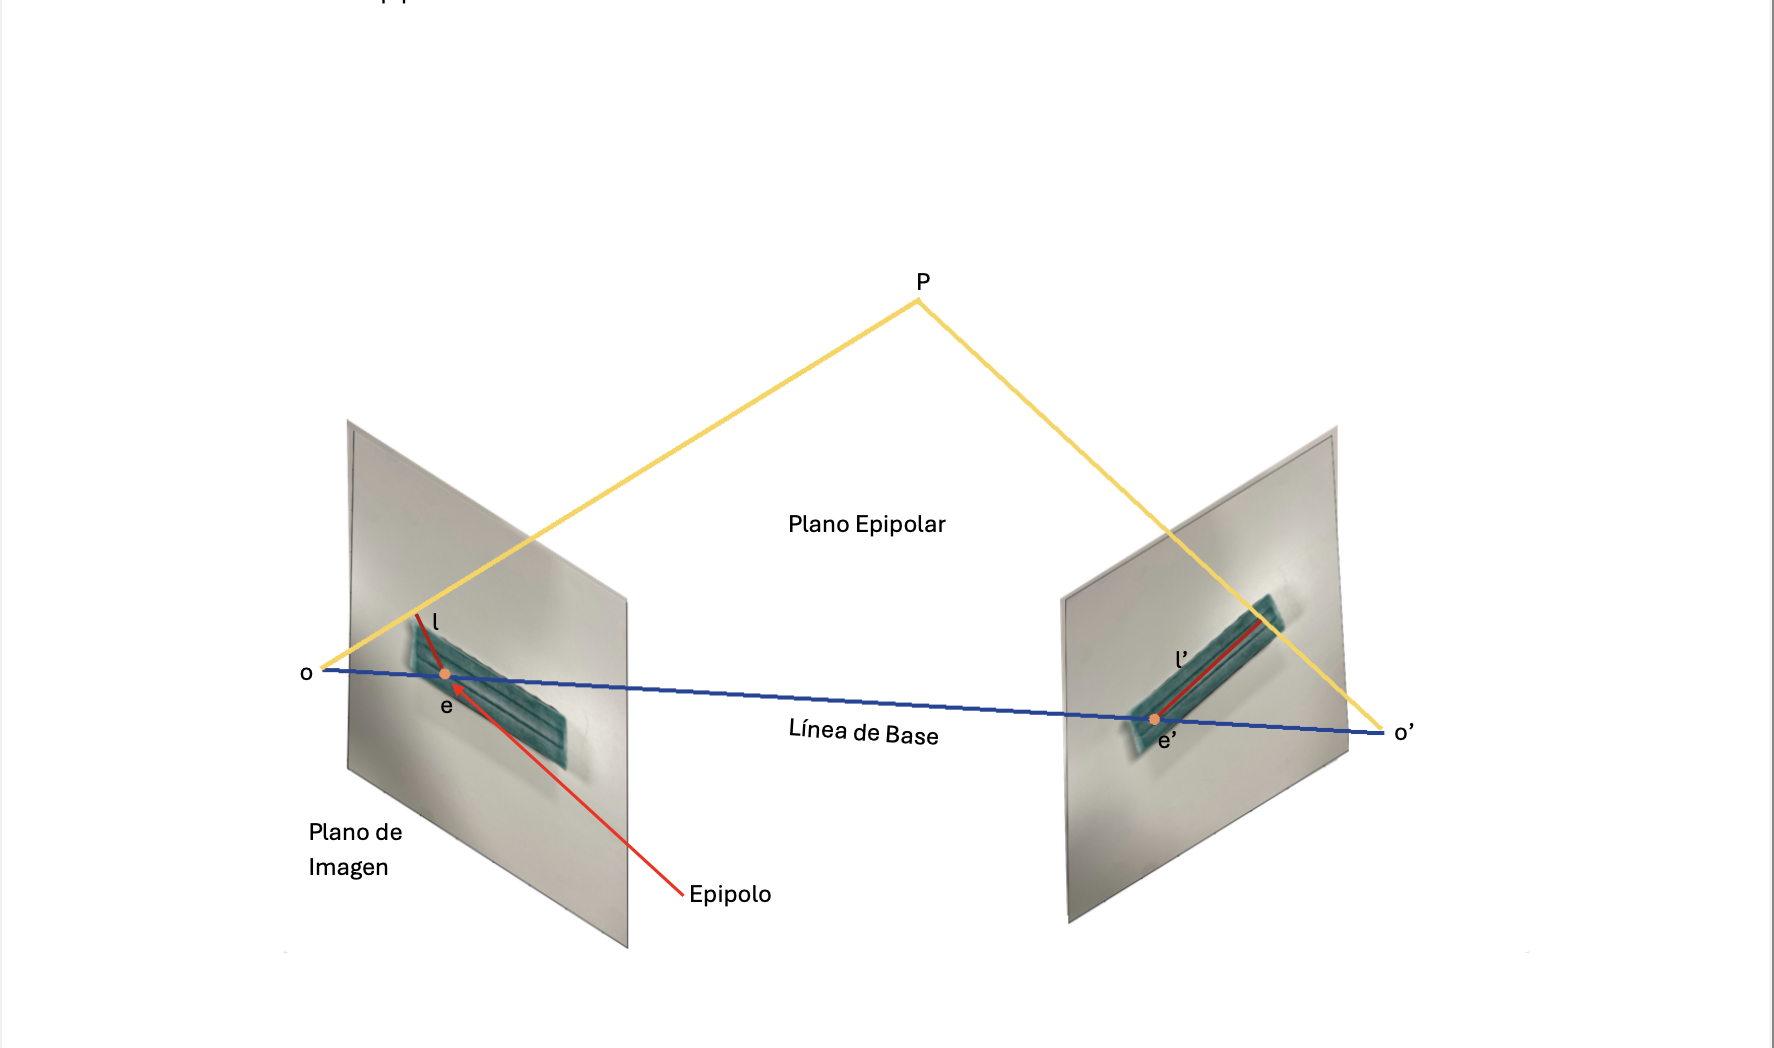 P
Plano Epipolar
l
l’
o
e
Línea de Base
e’
o’
Plano de
Imagen
Epipolo